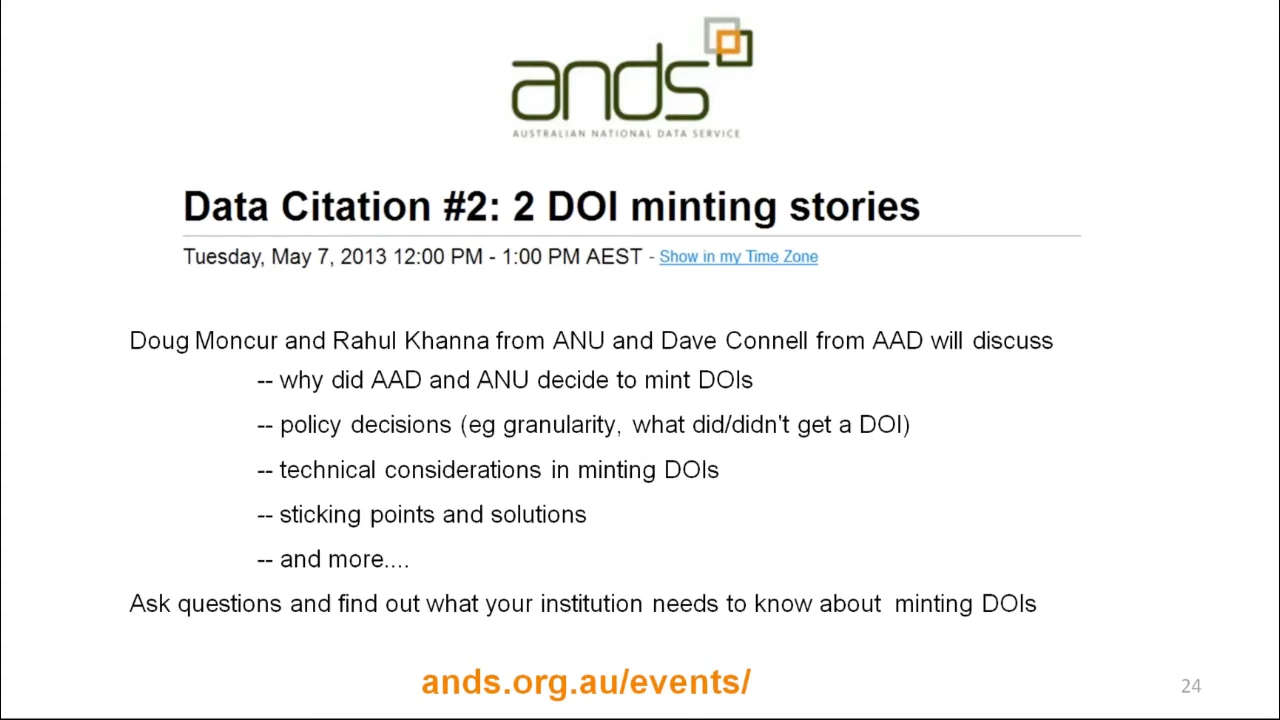 ands
AUSTRALIAN NATIONAL DATA SERVICE
Data Citation #2: 2 DOI minting stories
Tuesday, May 7, 2013 12:00 PM - 1:00 PM AEST - Show in my Time Zone
Doug Moncur and Rahul Khanna from ANU and Dave Connell from AAD will discuss
-- why did AAD and ANU decide to mint DOIs
-- policy decisions (eg granularity, what did/didn't get a DOI)
-- technical considerations in minting DOIs
-- sticking points and solutions
-- and more....
Ask questions and find out what your institution needs to know about minting DOIs
ands.org.au/events/
24